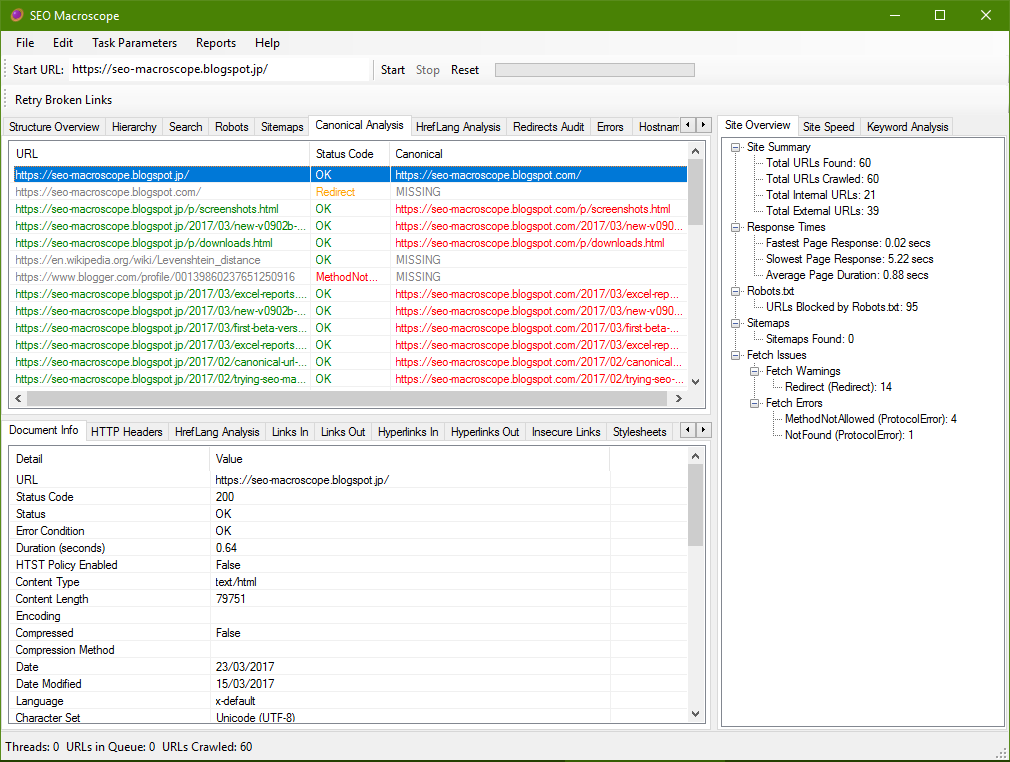 SEO Macroscope
File Edit Task Parameters Reports Help
Start URL: https://seo-macroscope.blogspot.jp/ Start Stop Reset
Retry Broken Links
Structure Overview Hierarchy Search Robots Sitemaps Canonical Analysis HrefLang Analysis Redirects Audit Errors Hostnam
URL Status Code Canonical
https://seo-macroscope.blogspot.jp/ OK https://seo-macroscope.blogspot.com/
https://seo-macroscope.blogspot.com/ Redirect MISSING
https://seo-macroscope.blogspot.jp/p/screenshots.html OK https://seo-macroscope.blogspot.com/p/screenshots.html
https://seo-macroscope.blogspot.jp/2017/03/new-v0902b-... OK https://seo-macroscope.blogspot.com/2017/03/new-v090...
https://seo-macroscope.blogspot.jp/p/downloads.html OK https://seo-macroscope.blogspot.com/p/downloads.html
https://en.wikipedia.org/wiki/Levenshtein_distance OK MISSING
https://www.blogger.com/profile/00139860237651250916 MethodNot... MISSING
https://seo-macroscope.blogspot.jp/2017/03/excel-reports.... OK https://seo-macroscope.blogspot.com/2017/03/excel-rep...
https://seo-macroscope.blogspot.jp/2017/03/new-v0902b-... OK https://seo-macroscope.blogspot.com/2017/03/new-v090...
https://seo-macroscope.blogspot.jp/2017/03/first-beta-vers... OK https://seo-macroscope.blogspot.com/2017/03/first-beta-...
https://seo-macroscope.blogspot.jp/2017/03/excel-reports.... OK https://seo-macroscope.blogspot.com/2017/03/excel-rep...
https://seo-macroscope.blogspot.jp/2017/02/canonical-url-... OK https://seo-macroscope.blogspot.com/2017/02/canonical...
https://seo-macroscope.blogspot.jp/2017/02/trying-seo-ma... OK https://seo-macroscope.blogspot.com/2017/02/trying-seo-...
Document Info HTTP Headers HrefLang Analysis Links In Links Out Hyperlinks In Hyperlinks Out Insecure Links Stylesheets
Detail Value
URL https://seo-macroscope.blogspot.jp/
Status Code 200
Status OK
Error Condition OK
Duration (seconds) 0.64
HTST Policy Enabled False
Content Type text/html
Content Length 79751
Encoding
Compressed False
Compression Method
Date 23/03/2017
Date Modified 15/03/2017
Language x-default
Character Set Unicode (UTF-8)
Site Overview Site Speed Keyword Analysis
Site Summary
Total URLs Found: 60
Total URLs Crawled: 60
Total Internal URLs: 21
Total External URLs: 39
Response Times
Fastest Page Response: 0.02 secs
Slowest Page Response: 5.22 secs
Average Page Duration: 0.88 secs
Robots.txt
URLs Blocked by Robots.txt: 95
Sitemaps
Sitemaps Found: 0
Fetch Issues
Fetch Warnings
Redirect (Redirect): 14
Fetch Errors
MethodNotAllowed (ProtocolError): 4
NotFound (ProtocolError): 1
Threads: 0 URLs in Queue: 0 URLs Crawled: 60